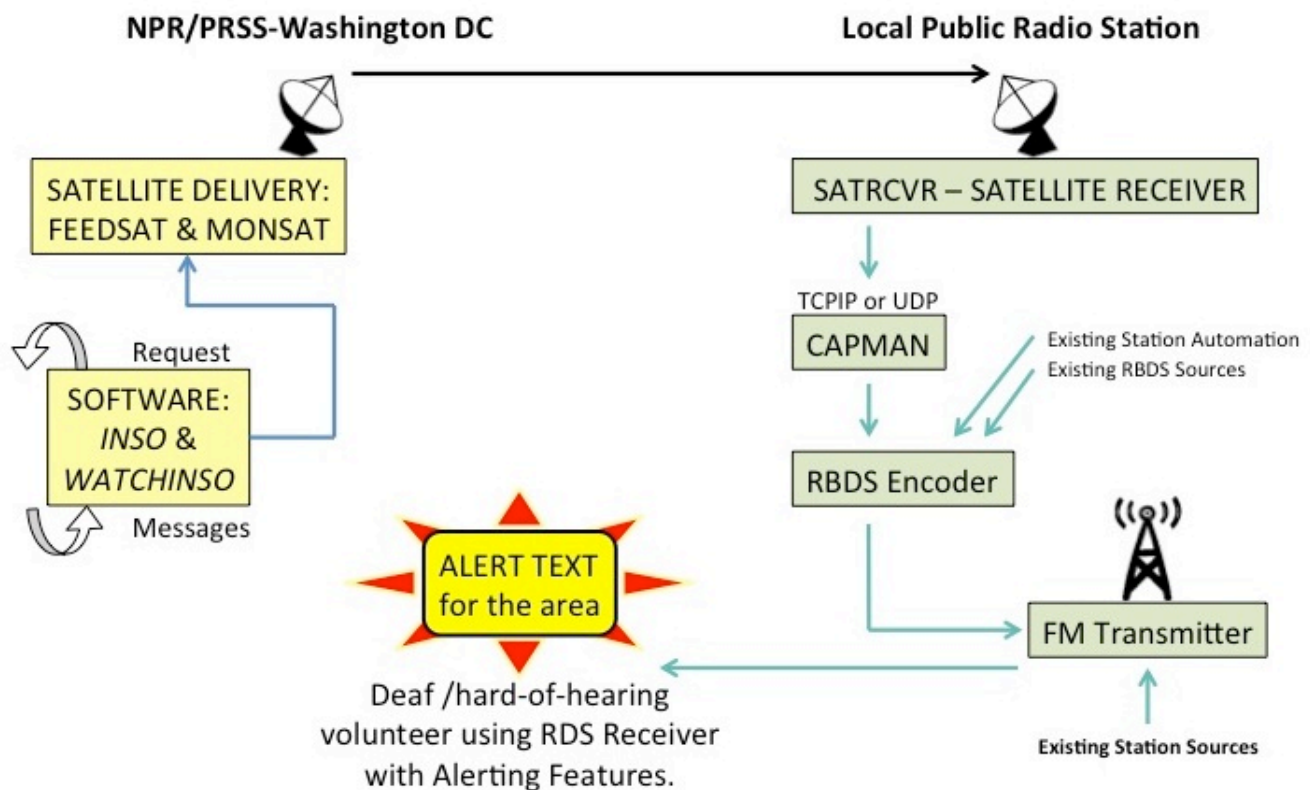 NPR/PRSS-Washington DC
Local Public Radio Station
SATELLITE DELIVERY:
FEEDSAT & MONSAT
Request
SOFTWARE:
INSO &
WATCHINSO
Messages
SATRCVR – SATELLITE RECEIVER
TCPIP or UDP
CAPMAN
Existing Station Automation
Existing RBDS Sources
RBDS Encoder
FM Transmitter
Existing Station Sources
ALERT TEXT
for the area
Deaf /hard-of-hearing
volunteer using RDS Receiver
with Alerting Features.